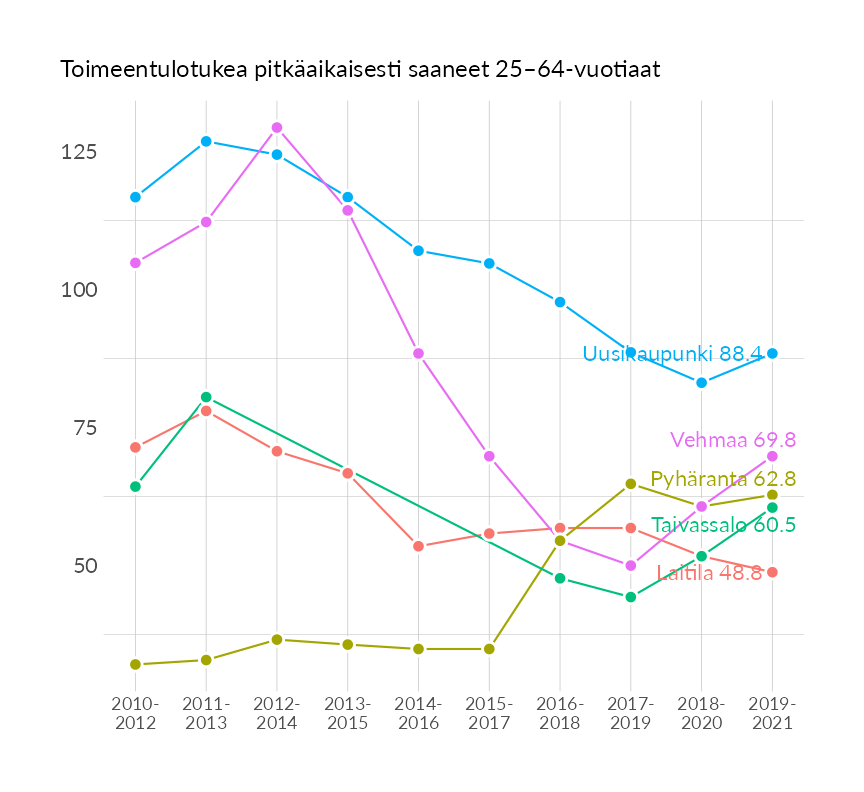 Toimeentulotukea pitkäaikaisesti saaneet 25–64-vuotiaat
125
100
75
50
Uusikaupunki 88.4
Vehmaa 69.8
Pyhäranta 62.8
Taivassalo 60.5
Laitila 48.8
2010- 2011- 2012- 2013- 2014- 2015- 2016- 2017- 2018- 2019-
2012 2013 2014 2015 2016 2017 2018 2019 2020 2021